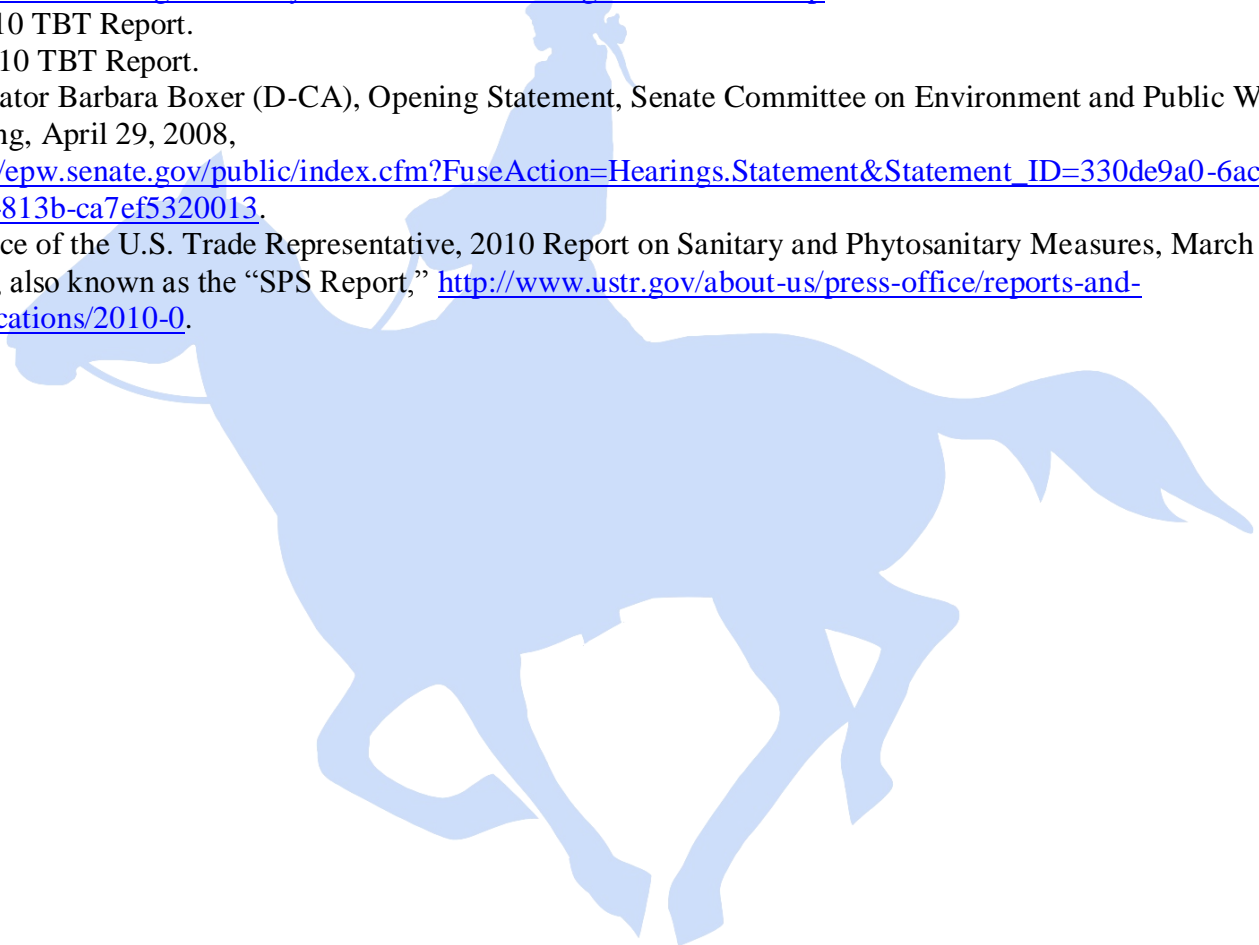 10 TBT Report.
10 TBT Report.
ator Barbara Boxer (D-CA), Opening Statement, Senate Committee on Environment and Public W
ng, April 29, 2008,
/epw.senate.gov/public/index.cfm?FuseAction=Hearings.Statement&Statement_ID=330de9a0-6ac
-813b-ca7ef5320013.
ce of the U.S. Trade Representative, 2010 Report on Sanitary and Phytosanitary Measures, March
, also known as the “SPS Report,” http://www.ustr.gov/about-us/press-office/reports-and-
cations/2010-0.